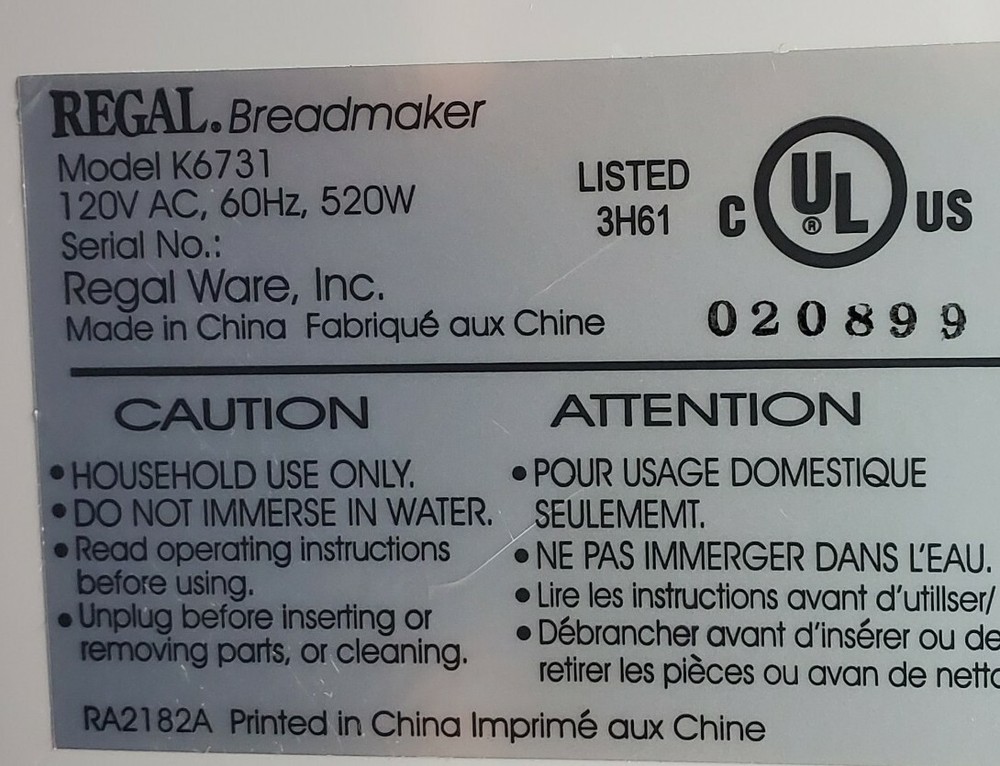 REGAL. Breadmaker
Model K6731
120V AC, 60Hz, 520W
Serial No.:
Regal Ware, Inc.
Made in China Fabriqué aux Chine
LISTED
3H61
C UL® US
020899
CAUTION
• HOUSEHOLD USE ONLY.
• DO NOT IMMERSE IN WATER.
• Read operating instructions
before using.
• Unplug before inserting or
removing parts, or cleaning.
ATTENTION
• POUR USAGE DOMESTIQUE
SEULEMEMT.
• NE PAS IMMERGER DANS L'EAU.
• Lire les instructions avant d'utillser/
• Débrancher avant d'insérer ou de
retirer les pièces ou avan de
RA2182A Printed in China Imprimé aux Chine